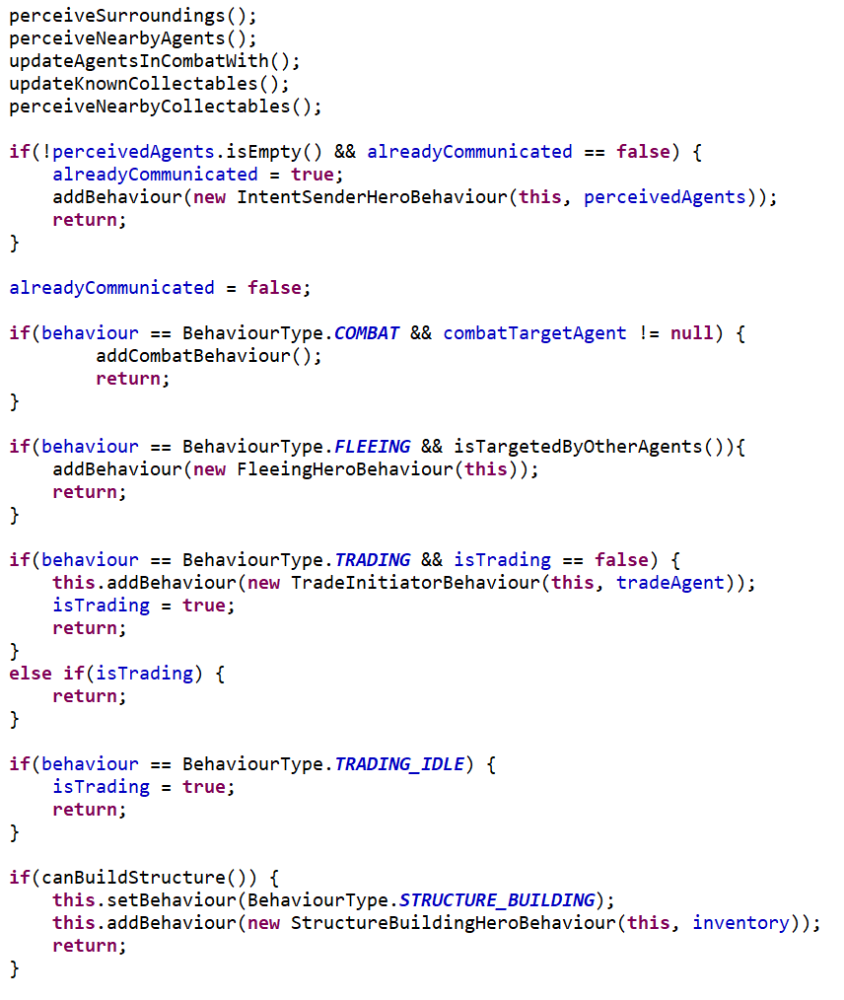 perceiveSurroundings();
perceiveNearbyAgents();
updateAgentsInCombatWith();
updateKnownCollectables();
perceiveNearbyCollectables();

if(!perceivedAgents.isEmpty() && alreadyCommunicated == false) {
    alreadyCommunicated = true;
    addBehaviour(new IntentSenderHeroBehaviour(this, perceivedAgents));
    return;
}

alreadyCommunicated = false;

if(behaviour == BehaviourType.COMBAT && combatTargetAgent != null) {
        addCombatBehaviour();
        return;
}

if(behaviour == BehaviourType.FLEEING && isTargetedByOtherAgents()){
    addBehaviour(new FleeingHeroBehaviour(this));
    return;
}

if(behaviour == BehaviourType.TRADING && isTrading == false) {
    this.addBehaviour(new TradeInitiatorBehaviour(this, tradeAgent));
    isTrading = true;
    return;
}
else if(isTrading) {
    return;
}

if(behaviour == BehaviourType.TRADING_IDLE) {
    isTrading = true;
    return;
}

if(canBuildStructure()) {
    this.setBehaviour(BehaviourType.STRUCTURE_BUILDING);
    this.addBehaviour(new StructureBuildingHeroBehaviour(this, inventory));
    return;
}